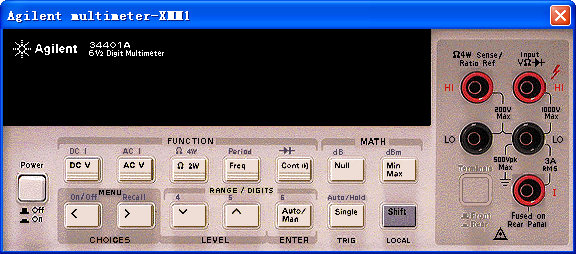 Agilent multimeter-XMM1
Agilent
34401A
6½ Digit Multimeter
Ω4W Sense/
Ratio Ref
Input
VΩ
HI
HI
200V
Max
1000V
Max
LO
LO
500Vpk
Max
3A
RMS
I
Terminals
Front
Rear
Fused on
Rear Panel
FUNCTION
MATH
DC I
AC I
Ω 4W
Period
dB
dBm
Power
DC V
AC V
Ω 2W
Freq
Cont
Null
Min
Max
Off
On
MENU
RANGE / DIGITS
On/Off
Recall
4
5
6
Auto/Hold
<
>
Auto/
Man
Single
Shift
CHOICES
LEVEL
ENTER
TRIG
LOCAL